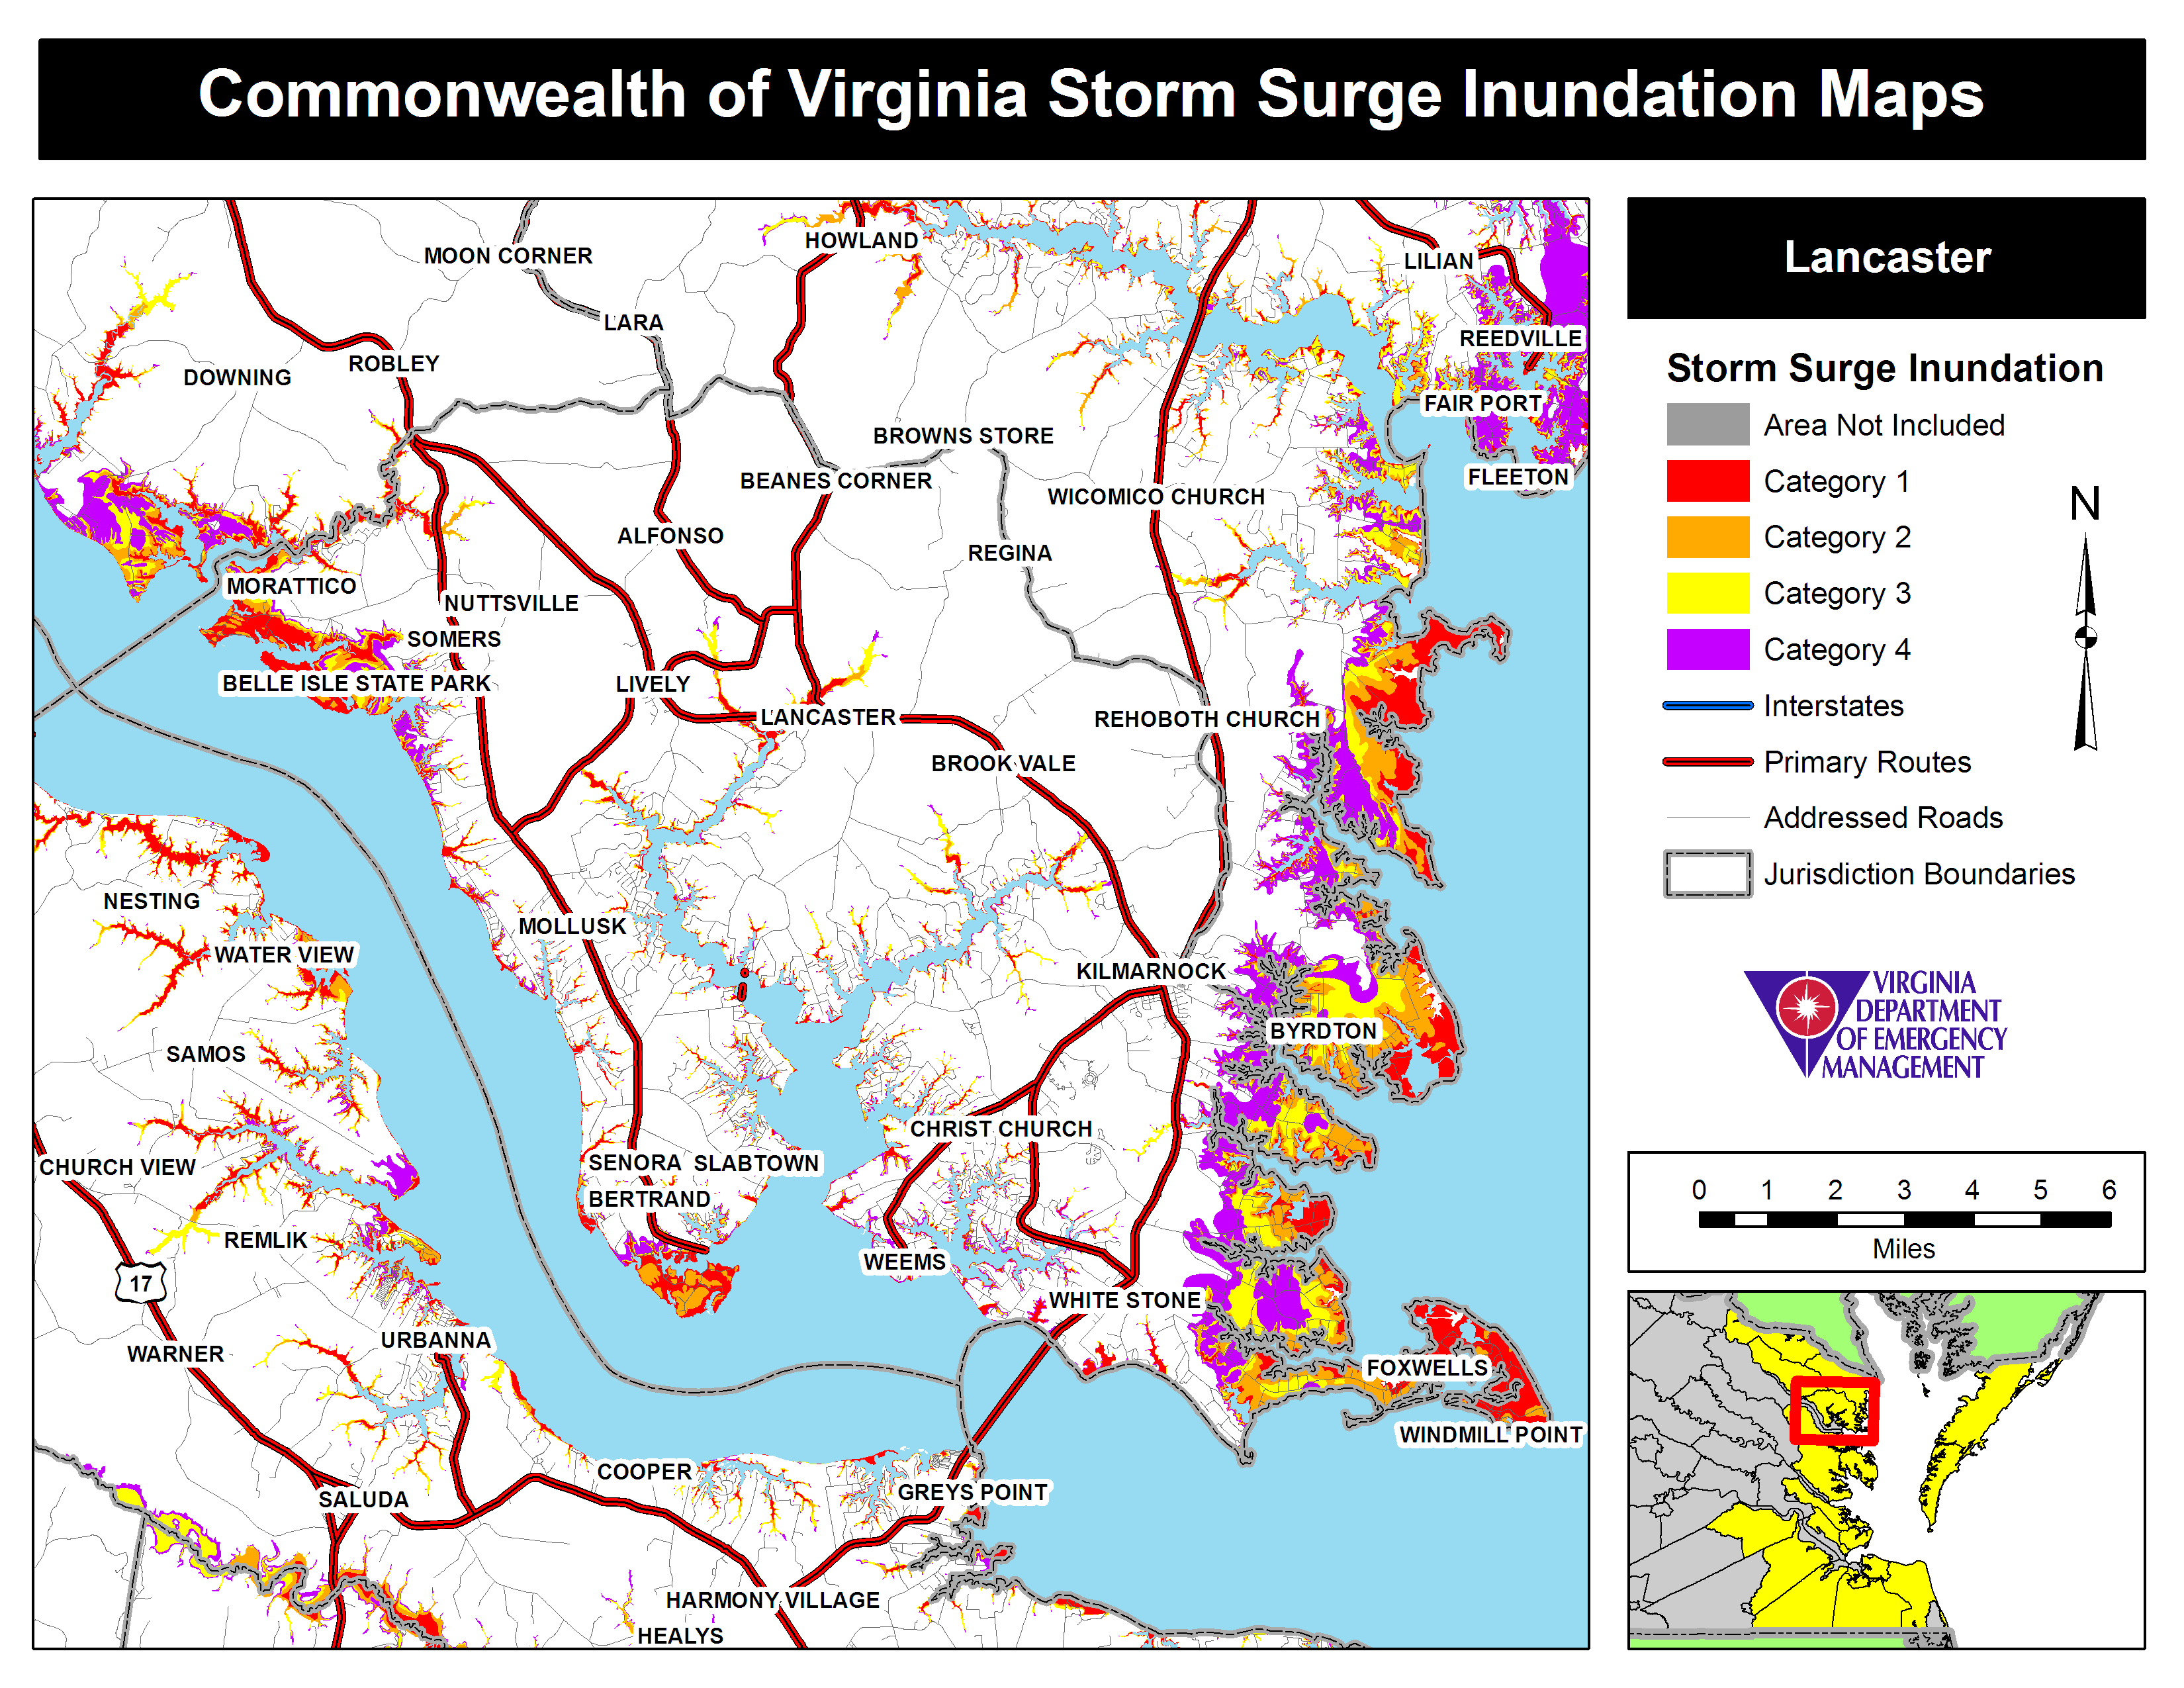 Commonwealth of Virginia Storm Surge Inundation Maps
MOON CORNER
HOWLAND
LILIAN
LARA
REEDVILLE
ROBLEY
DOWNING
FAIR PORT
BROWNS STORE
BEANES CORNER
FLEETON
WICOMICO CHURCH
ALFONSO
REGINA
MORATTICO
NUTTSVILLE
SOMERS
BELLE ISLE STATE PARK
LIVELY
LANCASTER
REHOBOTH CHURCH
BROOK VALE
NESTING
MOLLUSK
WATER VIEW
KILMARNOCK
BYRDTON
SAMOS
CHRIST CHURCH
CHURCH VIEW
SENORA
SLABTOWN
BERTRAND
REMLIK
WEEMS
17
WHITE STONE
URBANNA
WARNER
FOXWELLS
WINDMILL POINT
COOPER
GREYS POINT
SALUDA
HARMONY VILLAGE
HEALYS
Lancaster
Storm Surge Inundation
Area Not Included
Category 1
Category 2
Category 3
Category 4
Interstates
Primary Routes
Addressed Roads
Jurisdiction Boundaries
N
VIRGINIA
DEPARTMENT
OF EMERGENCY
MANAGEMENT
0 1 2 3 4 5 6
Miles